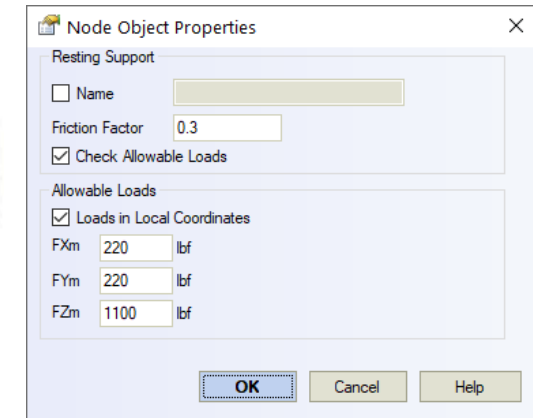 Node Object Properties
Resting Support
Name
Friction Factor 0.3
Check Allowable Loads
Allowable Loads
Loads in Local Coordinates
FXm 220 lbf
FYm 220 lbf
FZm 1100 lbf
OK Cancel Help